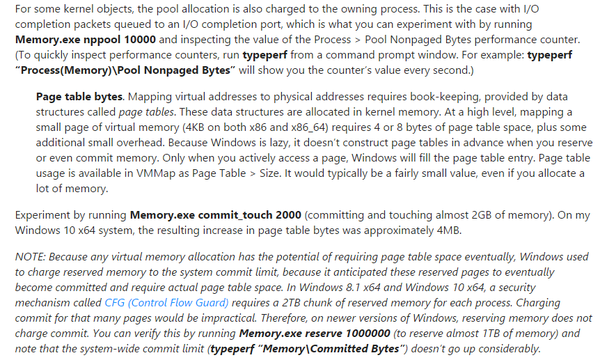 For some kernel objects, the pool allocation is also charged to the owning process. This is the case with I/O
completion packets queued to an I/O completion port, which is what you can experiment with by running
Memory.exe nppool 10000 and inspecting the value of the Process > Pool Nonpaged Bytes performance counter.
(To quickly inspect performance counters, run typeperf from a command prompt window. For example: typeperf
“Process(Memory)\Pool Nonpaged Bytes” will show you the counter’s value every second.)
Page table bytes. Mapping virtual addresses to physical addresses requires book-keeping, provided by data
structures called page tables. These data structures are allocated in kernel memory. At a high level, mapping a
small page of virtual memory (4KB on both x86 and x86_64) requires 4 or 8 bytes of page table space, plus some
additional small overhead. Because Windows is lazy, it doesn’t construct page tables in advance when you reserve
or even commit memory. Only when you actively access a page, Windows will fill the page table entry. Page table
usage is available in VMMap as Page Table > Size. It would typically be a fairly small value, even if you allocate a
lot of memory.
Experiment by running Memory.exe commit_touch 2000 (committing and touching almost 2GB of memory). On my
Windows 10 x64 system, the resulting increase in page table bytes was approximately 4MB.
NOTE: Because any virtual memory allocation has the potential of requiring page table space eventually, Windows used
to charge reserved memory to the system commit limit, because it anticipated these reserved pages to eventually
become committed and require actual page table space. In Windows 8.1 x64 and Windows 10 x64, a security
mechanism called CFG (Control Flow Guard) requires a 2TB chunk of reserved memory for each process. Charging
commit for that many pages would be impractical. Therefore, on newer versions of Windows, reserving memory does not
charge commit. You can verify this by running Memory.exe reserve 1000000 (to reserve almost 1TB of memory) and
note that the system-wide commit limit (typeperf “Memory\Committed Bytes”) doesn’t go up considerably.